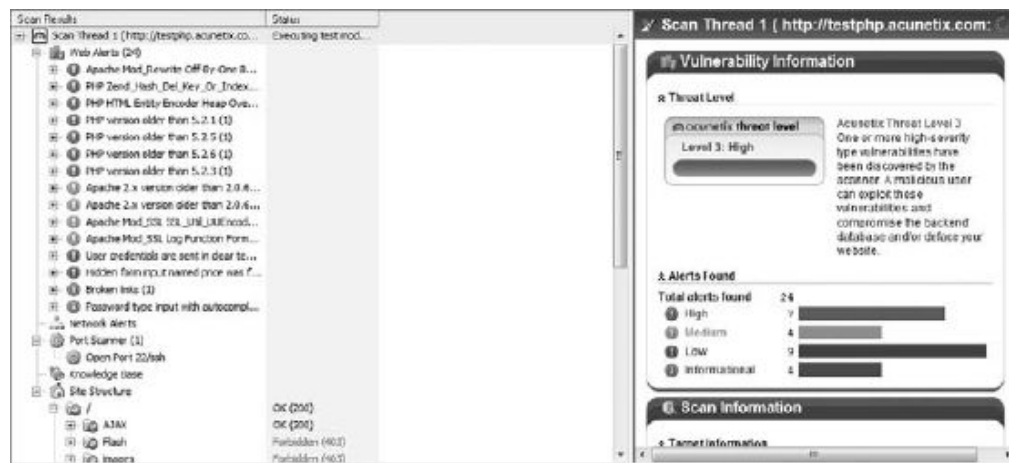 Scan Results Status
Scan Thread 1 ( http://testphp.acunetix.co... Executing test mod...
Web Alerts (24)
Apache Mod_Rewrite Off-By-One B...
PHP Zend_Hash_Del_Key_Or_Index...
PHP HTML Entity Encoder Heap Ove...
PHP version older than 5.2.1 (1)
PHP version older than 5.2.5 (1)
PHP version older than 5.2.6 (1)
PHP version older than 5.2.3 (1)
Apache 2.x version older than 2.0.6...
Apache 2.x version older than 2.0.6...
Apache Mod_SSL SSL_Util_UUEncod...
Apache Mod_SSL Log Function Form...
User credentials are sent in clear te...
Hidden form input named price was f...
Broken links (1)
Password type input with autocompl...
Network Alerts
Port Scanner (1)
Open Port 22/ssh
Knowledge Base
Site Structure
/ OK (200)
AJAX OK (200)
Flash Forbidden (403)
images Forbidden (403)
Scan Thread 1 ( http://testphp.acunetix.com:
Vulnerability Information
Threat Level
acunetix threat level
Level 3: High
Acunetix Threat Level 3
One or more high-severity
type vulnerabilities have
been discovered by the
scanner. A malicious user
can exploit these
vulnerabilities and
compromise the backend
database and/or deface your
website.
Alerts Found
Total alerts found 24
High 7
Medium 4
Low 9
Informational 4
Scan Information
Target information